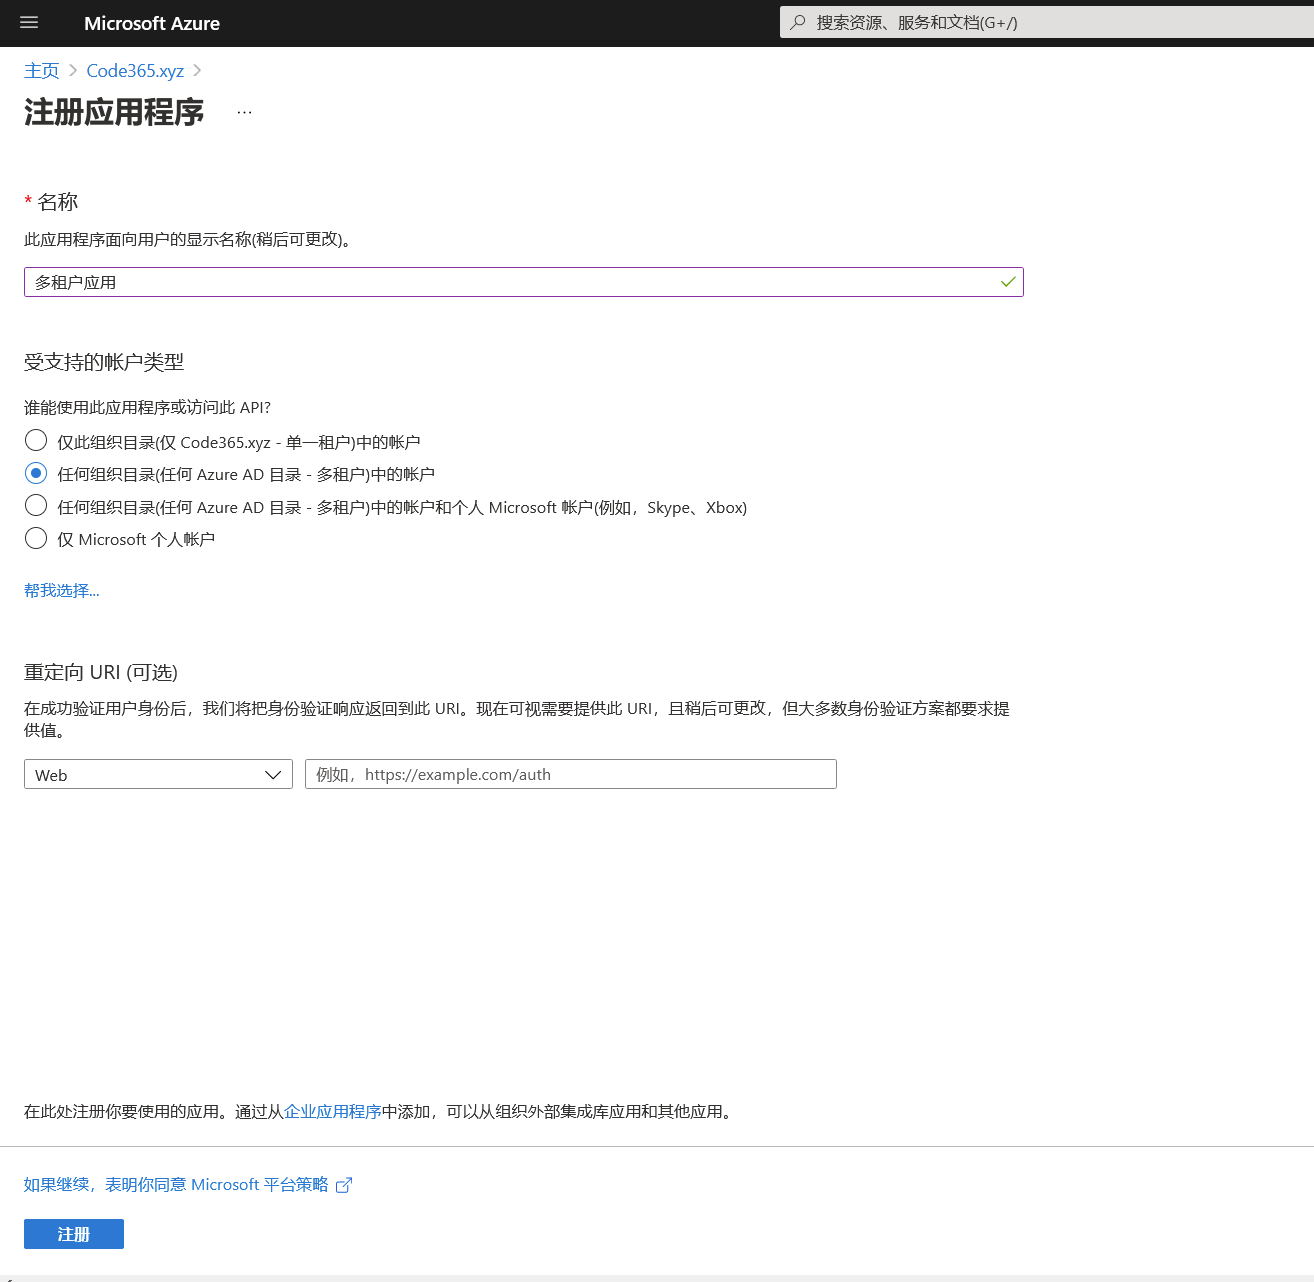 Microsoft Azure
搜索资源、服务和文档(G+/)
主页 > Code365.xyz >
注册应用程序 ...
* 名称
此应用程序面向用户的显示名称(稍后可更改)。
多租户应用
受支持的帐户类型
谁能使用此应用程序或访问此 API?
仅此组织目录(仅 Code365.xyz - 单一租户)中的帐户
任何组织目录(任何 Azure AD 目录 - 多租户)中的帐户
任何组织目录(任何 Azure AD 目录 - 多租户)中的帐户和个人 Microsoft 帐户(例如，Skype、Xbox)
仅 Microsoft 个人帐户
帮我选择...
重定向 URI (可选)
在成功验证用户身份后，我们将把身份验证响应返回到此 URI。现在可视需要提供此 URI，且稍后可更改，但大多数身份验证方案都要求提
供值。
Web
例如，https://example.com/auth
在此处注册你要使用的应用。通过从企业应用程序中添加，可以从组织外部集成库应用和其他应用。
如果继续，表明你同意 Microsoft 平台策略
注册